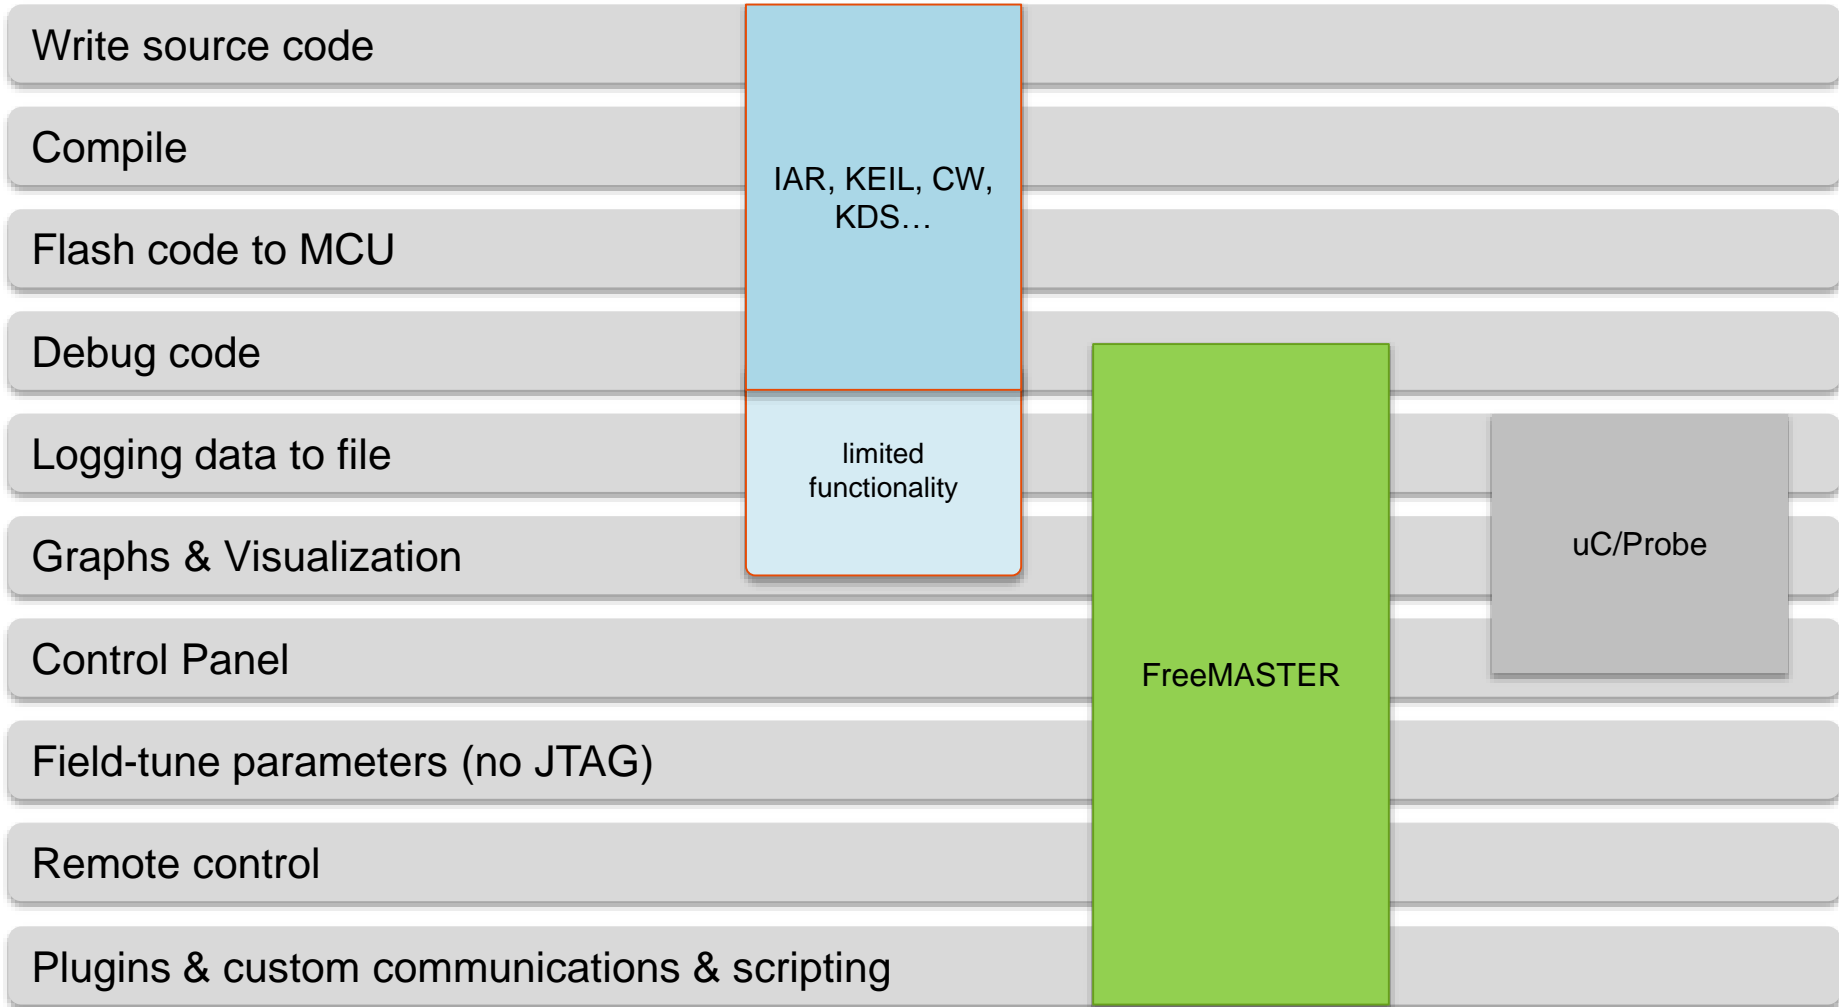 Write source code
Compile
IAR, KEIL, CW,
KDS…
Flash code to MCU
Debug code
Logging data to file
limited
functionality
Graphs & Visualization
uC/Probe
Control Panel
FreeMASTER
Field-tune parameters (no JTAG)
Remote control
Plugins & custom communications & scripting